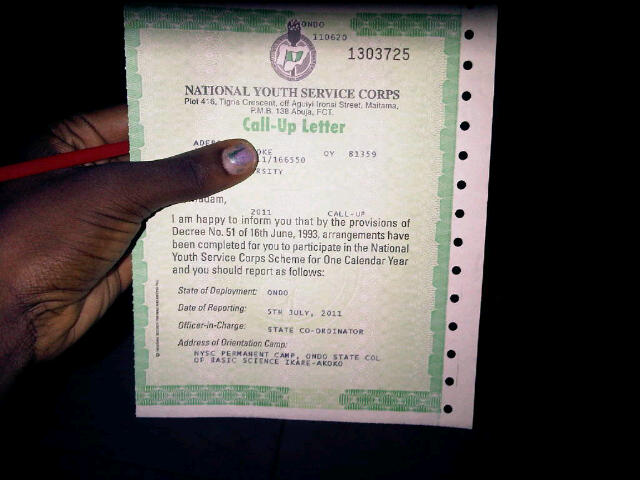 ONDO
110620
1303725
NATIONAL YOUTH SERVICE CORPS
Plot 416, Tigris Crescent, off Aguiyi Ironsi Street, Maitama,
P.M.B. 138 Abuja, FCT.
Call-Up Letter
OY 81359
11/166550
2011 CALL-UP
I am happy to inform you that by the provisions of
Decree No. 51 of 16th June, 1993, arrangements have
been completed for you to participate in the National
Youth Service Corps Scheme for One Calendar Year
and you should report as follows:
State of Deployment: ONDO
Date of Reporting: 5TH JULY, 2011
Officer-in-Charge: STATE CO-ORDINATOR
Address of Orientation Camp:
NYSC PERMANENT CAMP, ONDO STATE COL
OF BASIC SCIENCE IKARE-AKOKO